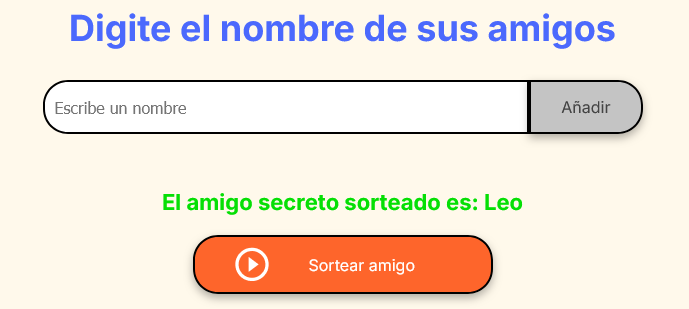 Digite el nombre de sus amigos
Escribe un nombre
Añadir
El amigo secreto sorteado es: Leo
Sortear amigo